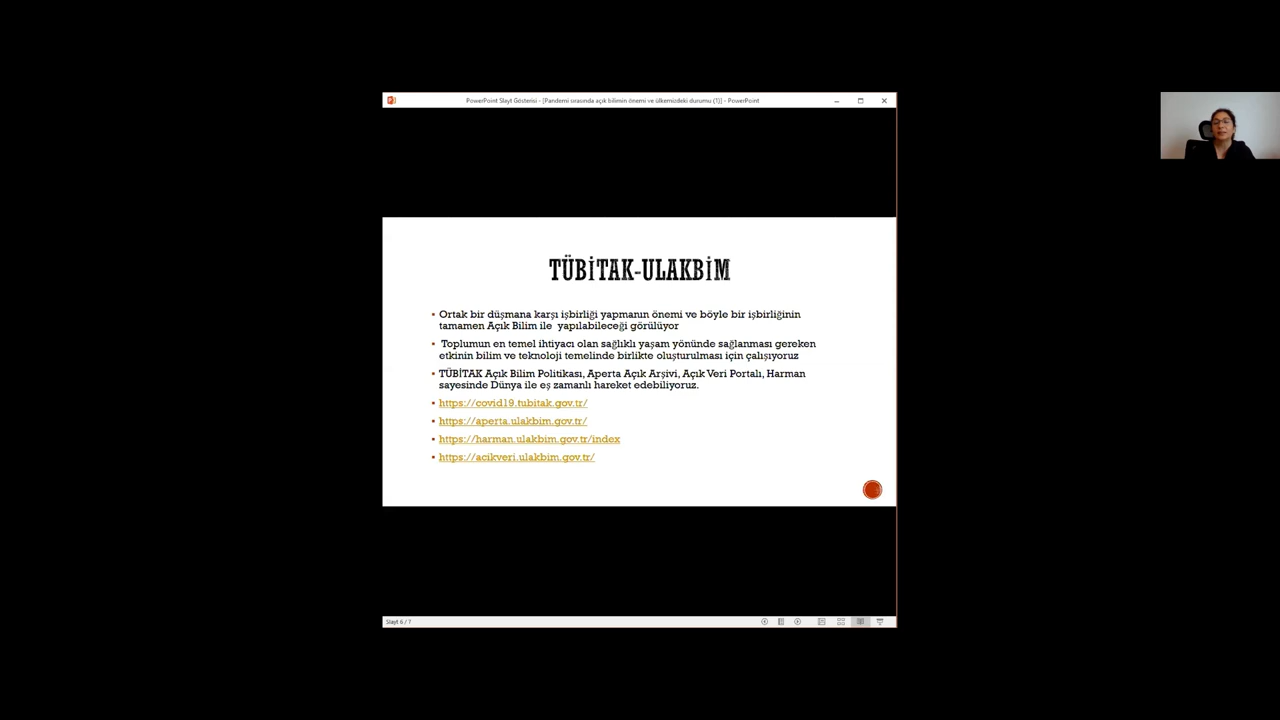 PowerPoint Slayt Gösterisi - [Pandemi sırasında açık bilimin önemi ve ülkemizdeki durumu (1)] - PowerPoint
TÜBİTAK-ULAKBİM
• Ortak bir düşmana karşı işbirliği yapmanın önemi ve böyle bir işbirliğinin
tamamen Açık Bilim ile yapılabileceği görülüyor
• Toplumun en temel ihtiyacı olan sağlıklı yaşam yönünde sağlanması gereken
etkinin bilim ve teknoloji temelinde birlikte oluşturulması için çalışıyoruz
• TÜBİTAK Açık Bilim Politikası, Aperta Açık Arşivi, Açık Veri Portalı, Harman
sayesinde Dünya ile eş zamanlı hareket edebiliyoruz.
• https://covid19.tubitak.gov.tr/
• https://aperta.ulakbim.gov.tr/
• https://harman.ulakbim.gov.tr/index
• https://acikveri.ulakbim.gov.tr/
Slayt 6 / 7